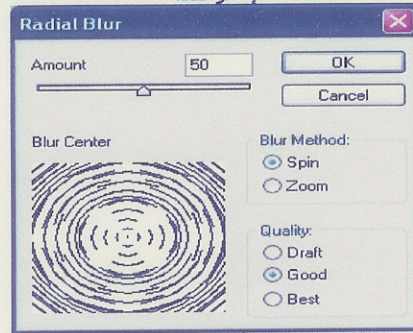 Radial Blur
Amount 50
OK
Cancel
Blur Center
Blur Method:
Spin
Zoom
Quality:
Draft
Good
Best